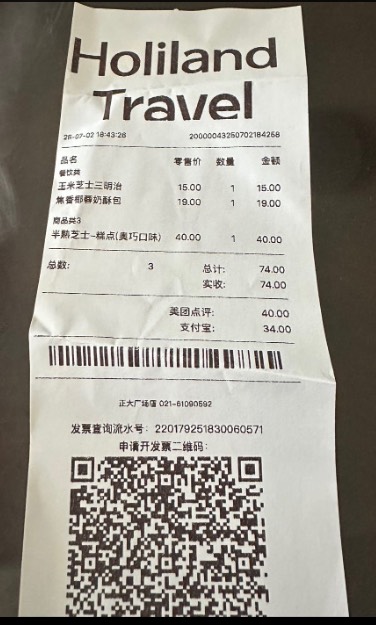 Holiland
Travel
25-07-02 18:43:26 20000043250702184258
品名 零售价 数量 金额
餐饮类
玉米芝士三明治 15.00 1 15.00
焦香椰蓉奶酥包 19.00 1 19.00
商品类3
半熟芝士-糕点(奥巧口味) 40.00 1 40.00
总数: 3 总计: 74.00
实收: 74.00
美团点评: 40.00
支付宝: 34.00
正大广场店 021-61090592
发票查询流水号: 220179251830060571
申请开发票二维码: